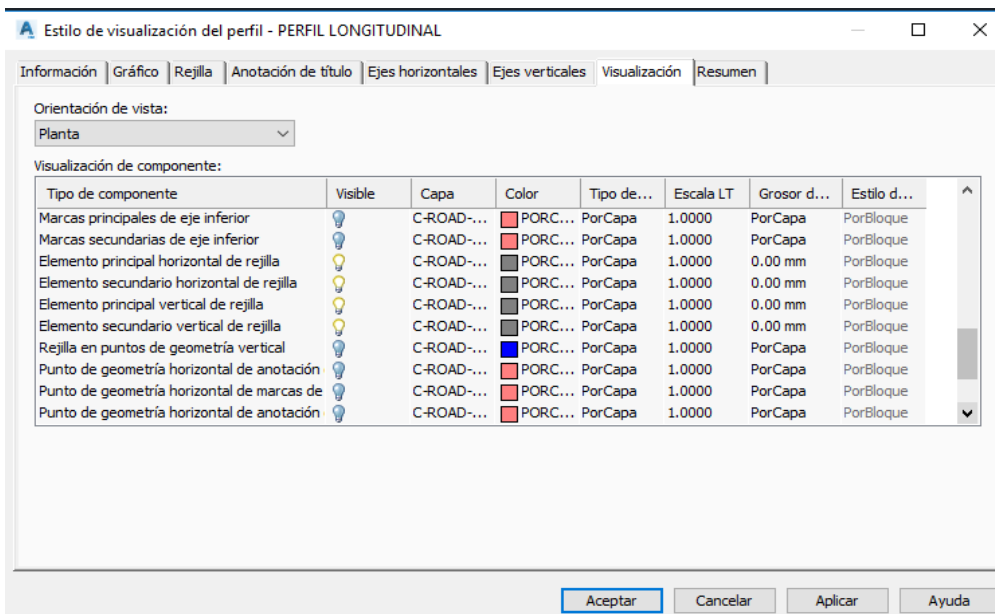 Estilo de visualización del perfil - PERFIL LONGITUDINAL
Información Gráfico Rejilla Anotación de título Ejes horizontales Ejes verticales Visualización Resumen
Orientación de vista:
Planta
Visualización de componente:
Tipo de componente Visible Capa Color Tipo de... Escala LT Grosor d... Estilo d...
Marcas principales de eje inferior C-ROAD-... PORC... PorCapa 1.0000 PorCapa PorBloque
Marcas secundarias de eje inferior C-ROAD-... PORC... PorCapa 1.0000 PorCapa PorBloque
Elemento principal horizontal de rejilla C-ROAD-... PORC... PorCapa 1.0000 0.00 mm PorBloque
Elemento secundario horizontal de rejilla C-ROAD-... PORC... PorCapa 1.0000 0.00 mm PorBloque
Elemento principal vertical de rejilla C-ROAD-... PORC... PorCapa 1.0000 0.00 mm PorBloque
Elemento secundario vertical de rejilla C-ROAD-... PORC... PorCapa 1.0000 0.00 mm PorBloque
Rejilla en puntos de geometría vertical C-ROAD-... PORC... PorCapa 1.0000 PorCapa PorBloque
Punto de geometría horizontal de anotación C-ROAD-... PORC... PorCapa 1.0000 PorCapa PorBloque
Punto de geometría horizontal de marcas de C-ROAD-... PORC... PorCapa 1.0000 PorCapa PorBloque
Punto de geometría horizontal de anotación C-ROAD-... PORC... PorCapa 1.0000 PorCapa PorBloque
Aceptar Cancelar Aplicar Ayuda